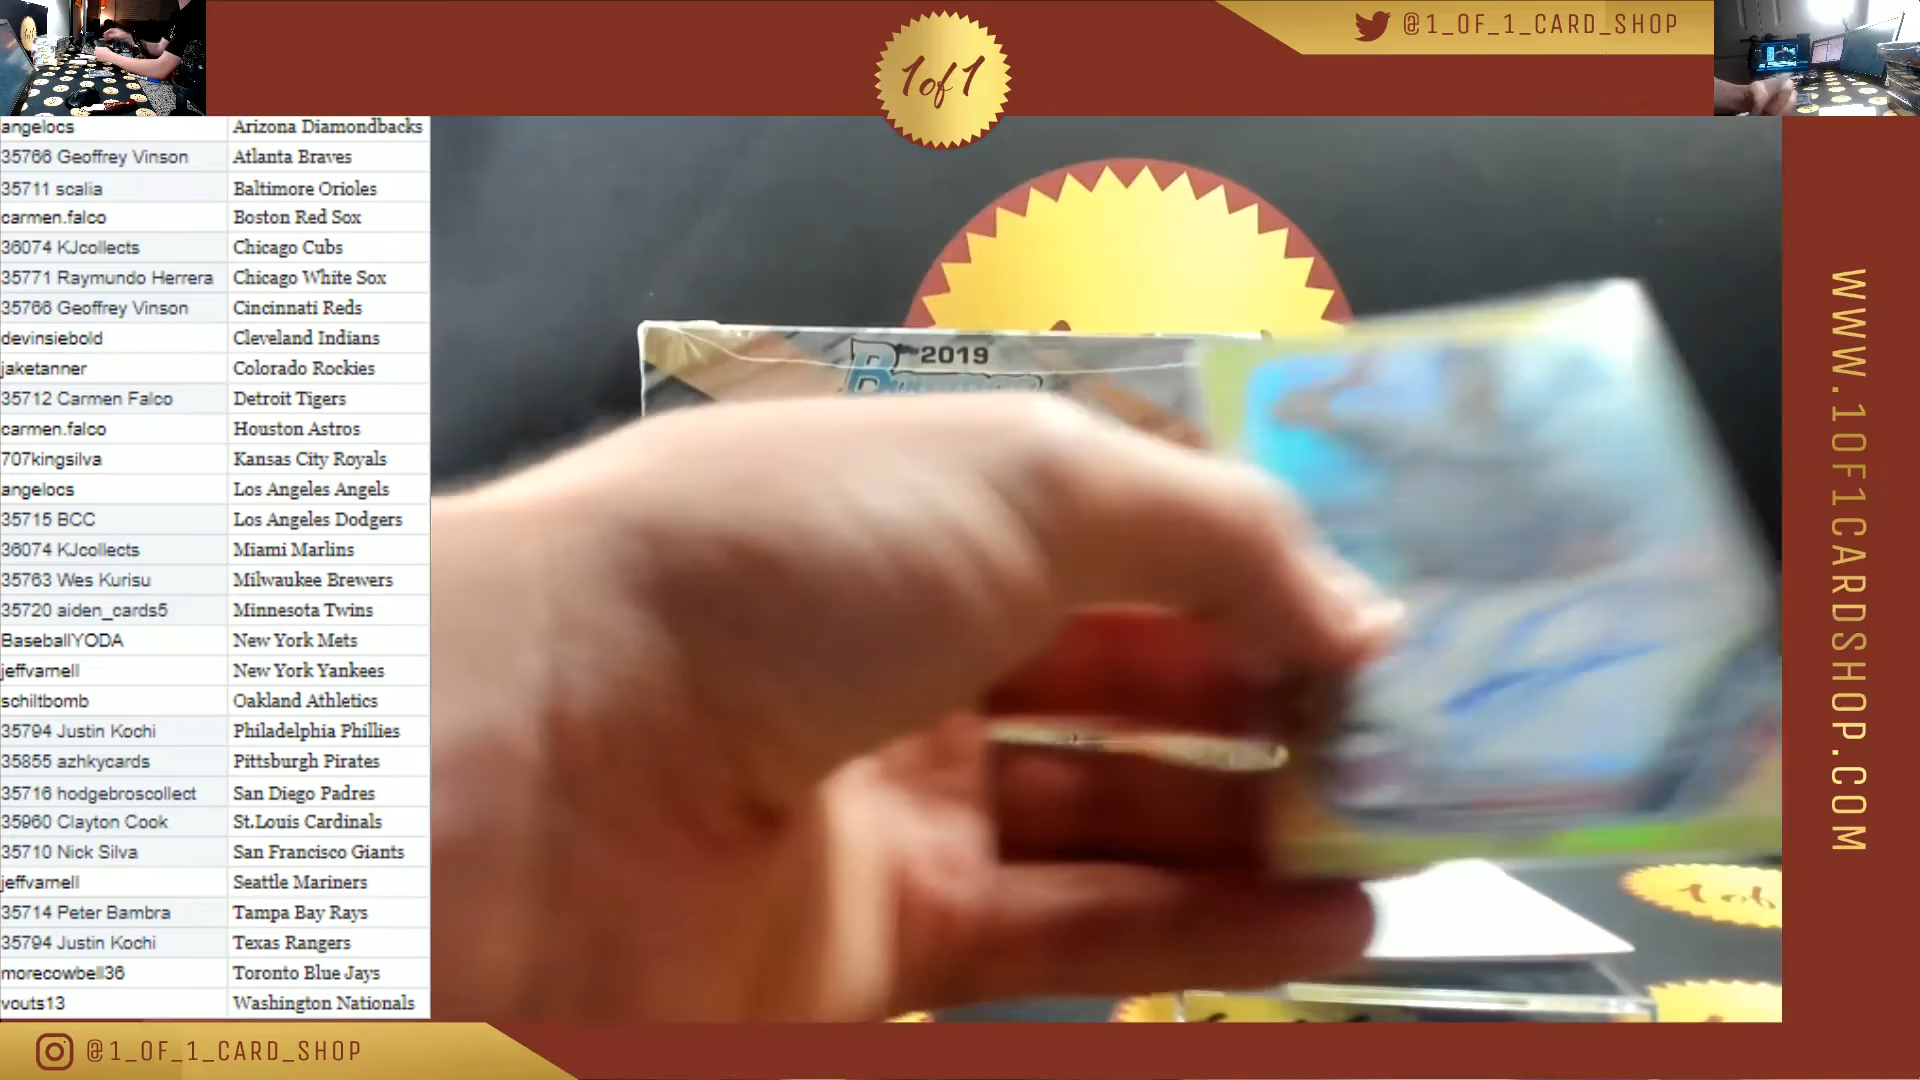 @1_OF_1_CARD_SHOP
1of1
angelocs Arizona Diamondbacks
35766 Geoffrey Vinson Atlanta Braves
35711 scalia Baltimore Orioles
carmen.falco Boston Red Sox
36074 KJcollects Chicago Cubs
35771 Raymundo Herrera Chicago White Sox
35766 Geoffrey Vinson Cincinnati Reds
devinsiebold Cleveland Indians
jaketanner Colorado Rockies
35712 Carmen Falco Detroit Tigers
carmen.falco Houston Astros
707kingsilva Kansas City Royals
angelocs Los Angeles Angels
35715 BCC Los Angeles Dodgers
36074 KJcollects Miami Marlins
35763 Wes Kurisu Milwaukee Brewers
35720 aiden_cards5 Minnesota Twins
BaseballYODA New York Mets
jeffvarnell New York Yankees
schiltbomb Oakland Athletics
35794 Justin Kochi Philadelphia Phillies
35855 azhkycards Pittsburgh Pirates
35716 hodgebroscollect San Diego Padres
35960 Clayton Cook St.Louis Cardinals
35710 Nick Silva San Francisco Giants
jeffvarnell Seattle Mariners
35714 Peter Bambra Tampa Bay Rays
35794 Justin Kochi Texas Rangers
morecowbell36 Toronto Blue Jays
vouts13 Washington Nationals
2019
WWW.1OF1CARDSHOP.COM
@1_OF_1_CARD_SHOP